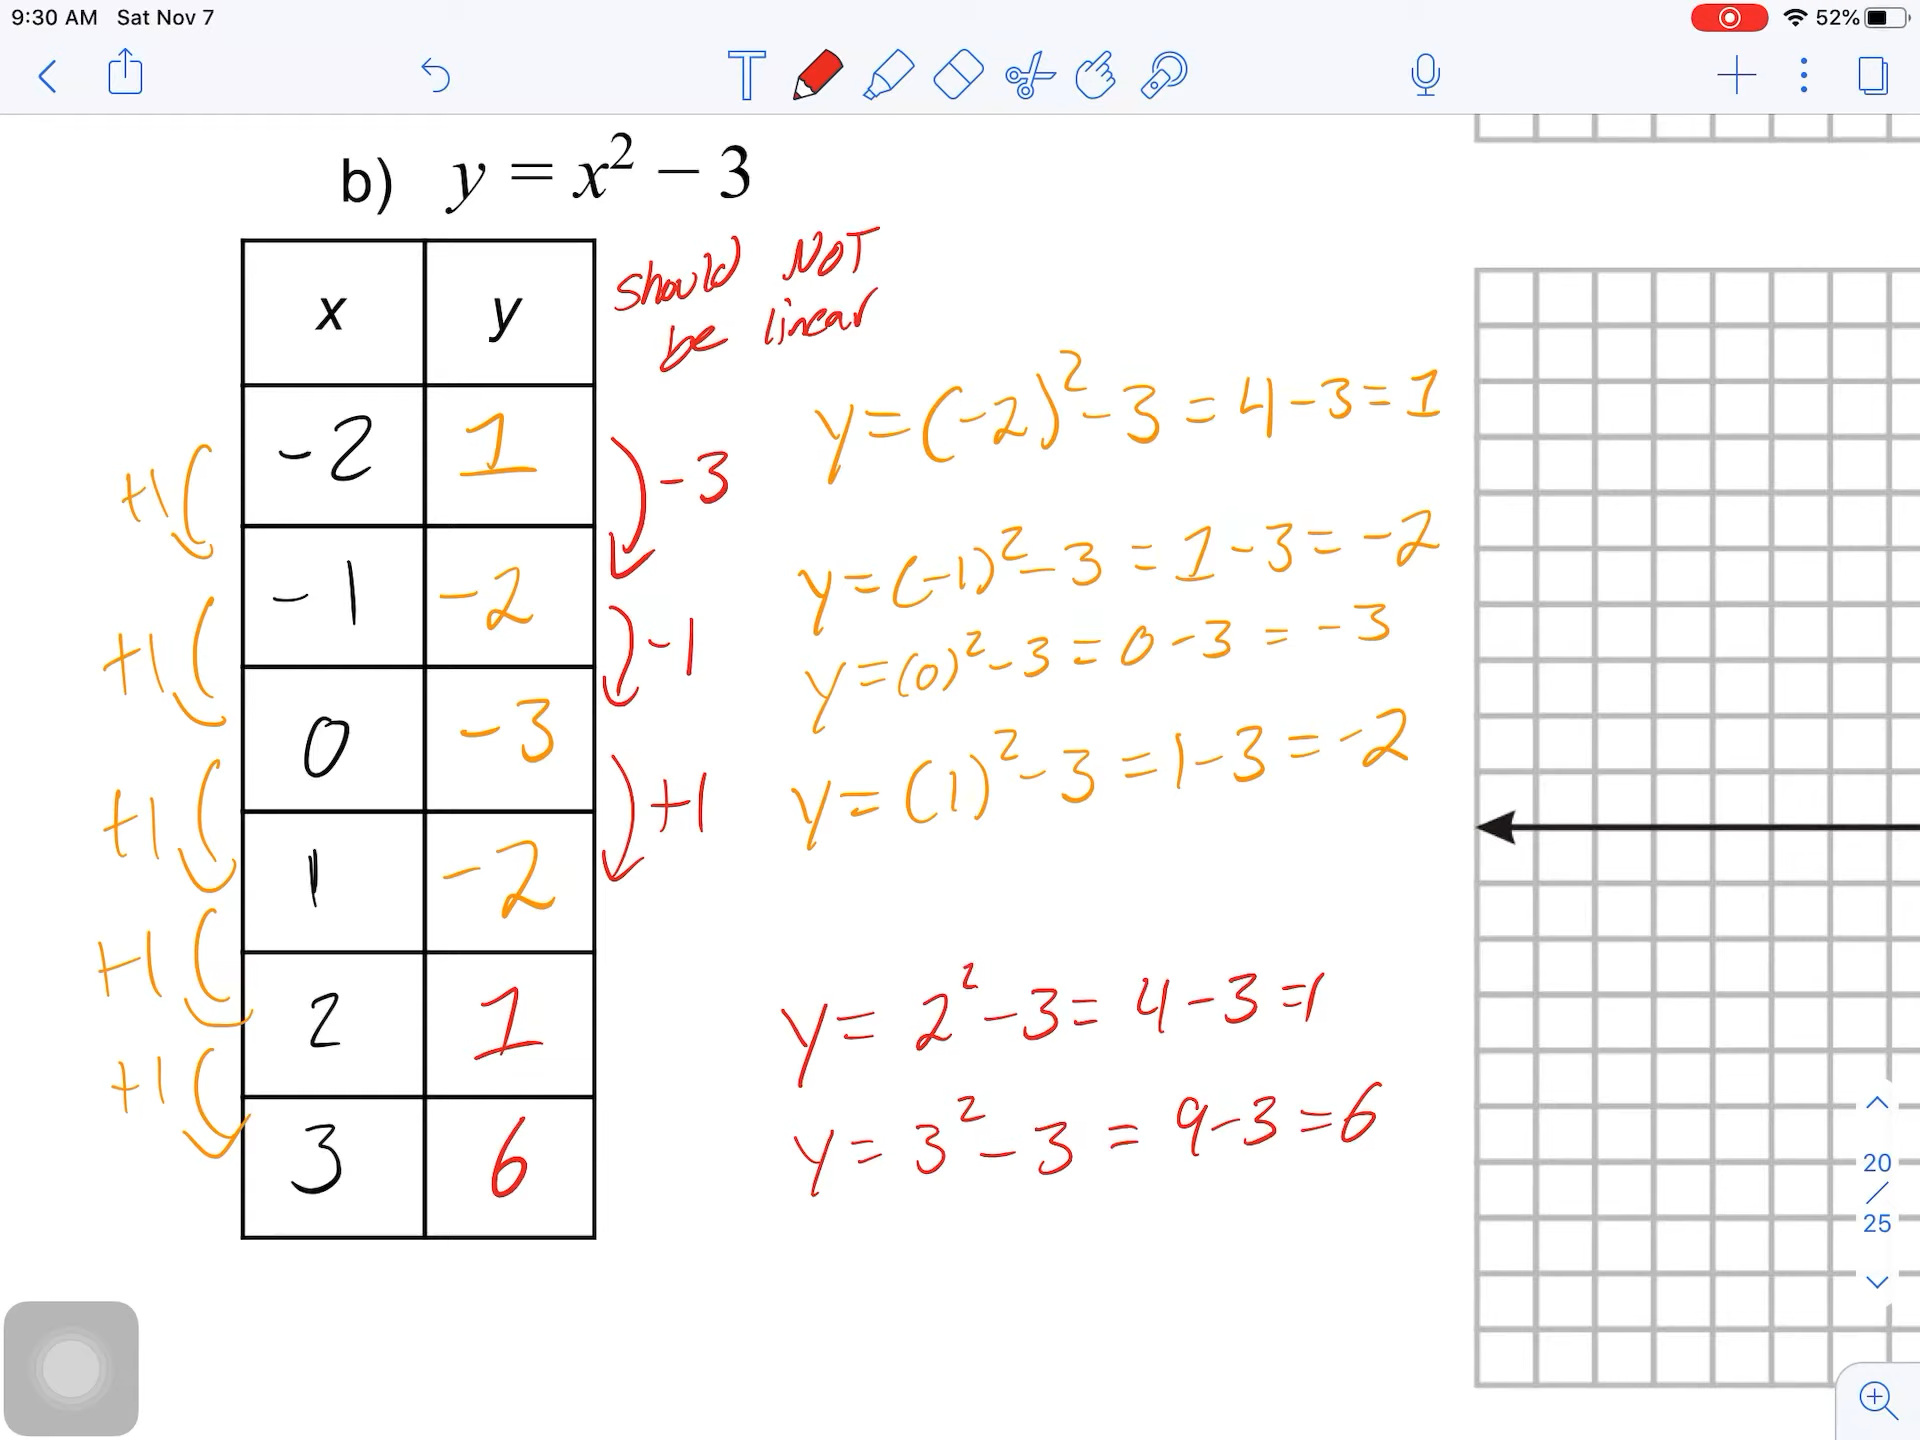 9:30 AM Sat Nov 7
52%
T
b) y = x² − 3
x y
should NOT
be linear
-2 1
+1
-3
y = (-2)² - 3 = 4 - 3 = 1
-1 -2
+1
-1
y = (-1)² - 3 = 1 - 3 = -2
y = (0)² - 3 = 0 - 3 = -3
0 -3
+1
+1
y = (1)² - 3 = 1 - 3 = -2
1 -2
+1
2 1
y = 2² - 3 = 4 - 3 = 1
+1
3 6
y = 3² - 3 = 9 - 3 = 6
20
/
25